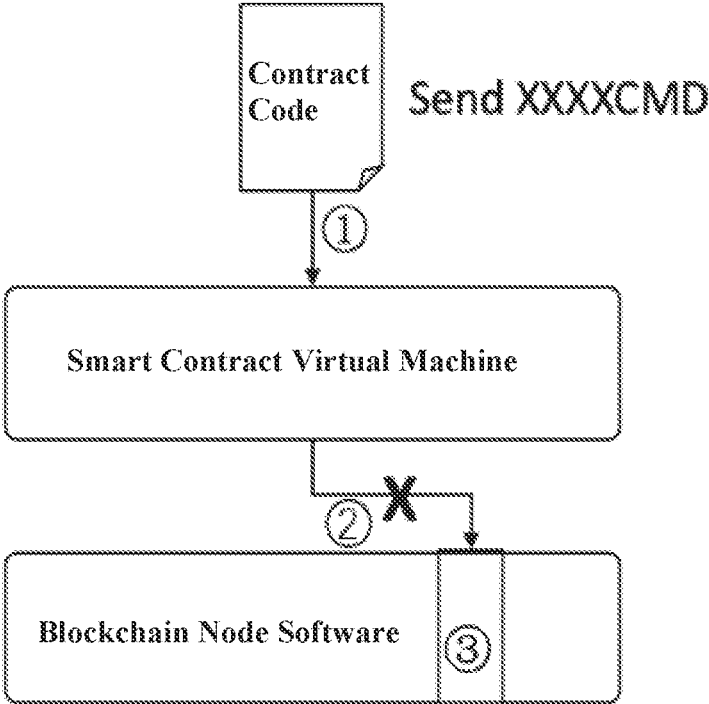 Contract
Code
Send XXXXCMD
①
Smart Contract Virtual Machine
X
②
Blockchain Node Software
③